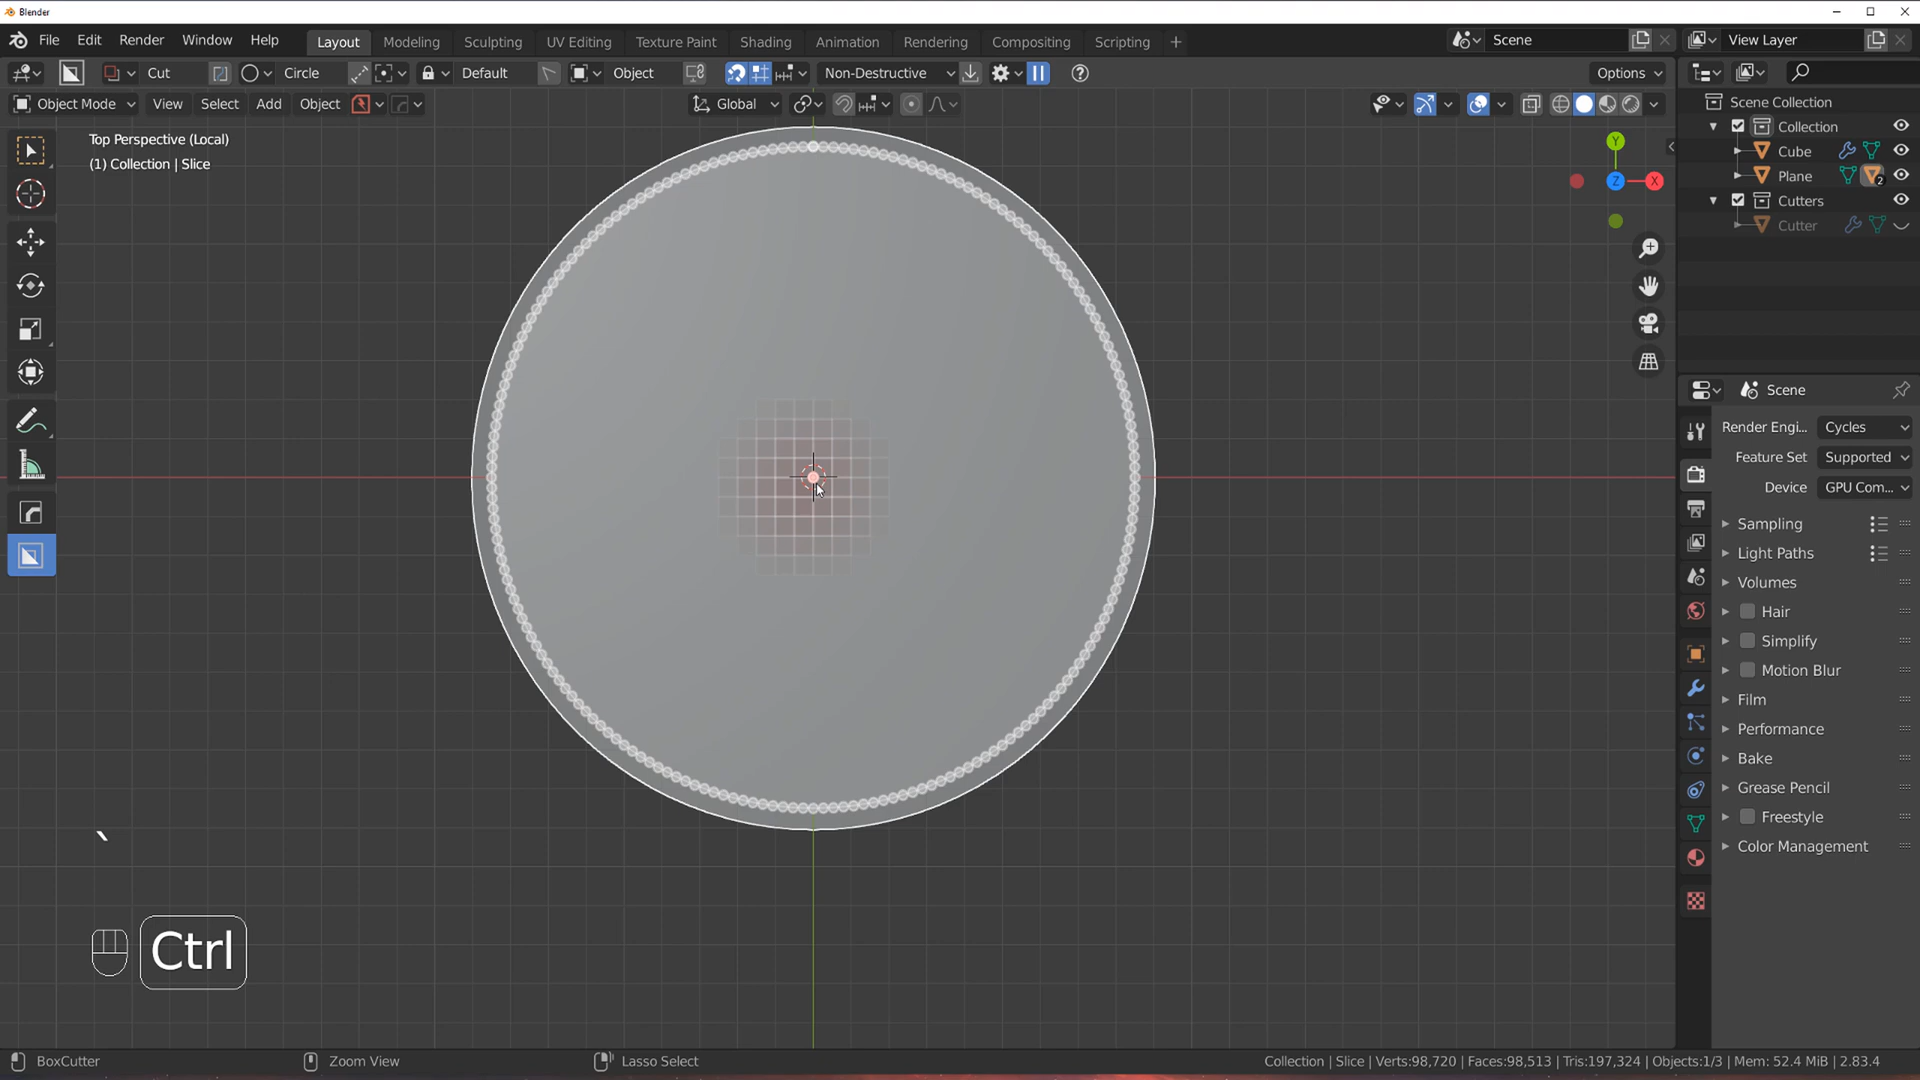 Blender
File Edit Render Window Help Layout Modeling Sculpting UV Editing Texture Paint Shading Animation Rendering Compositing Scripting + Scene View Layer
Cut Circle Default Object Non-Destructive Options
Object Mode View Select Add Object Global
Top Perspective (Local)
(1) Collection | Slice
Y
Z
X
Scene Collection
Collection
Cube
Plane
2
Cutters
Cutter
Scene
Render Engi... Cycles
Feature Set Supported
Device GPU Com...
Sampling
Light Paths
Volumes
Hair
Simplify
Motion Blur
Film
Performance
Bake
Grease Pencil
Freestyle
Color Management
`
Ctrl
BoxCutter Zoom View Lasso Select Collection | Slice | Verts:98,720 | Faces:98,513 | Tris:197,324 | Objects:1/3 | Mem: 52.4 MiB | 2.83.4